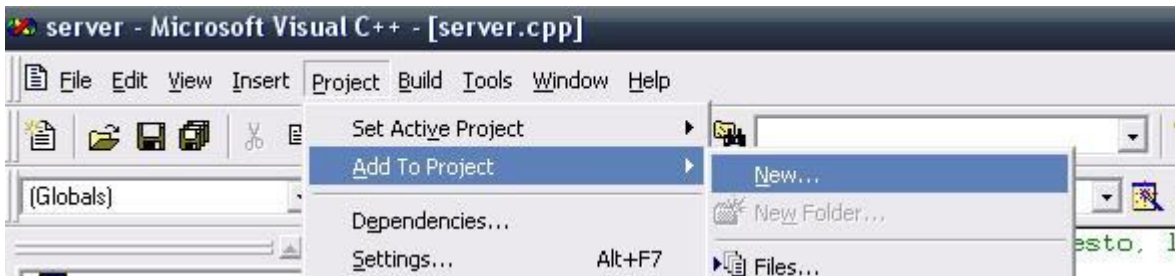 server - Microsoft Visual C++ - [server.cpp]
File Edit View Insert Project Build Tools Window Help
Set Active Project
Add To Project
New...
(Globals)
New Folder...
Dependencies...
esto,
Settings... Alt+F7
Files...